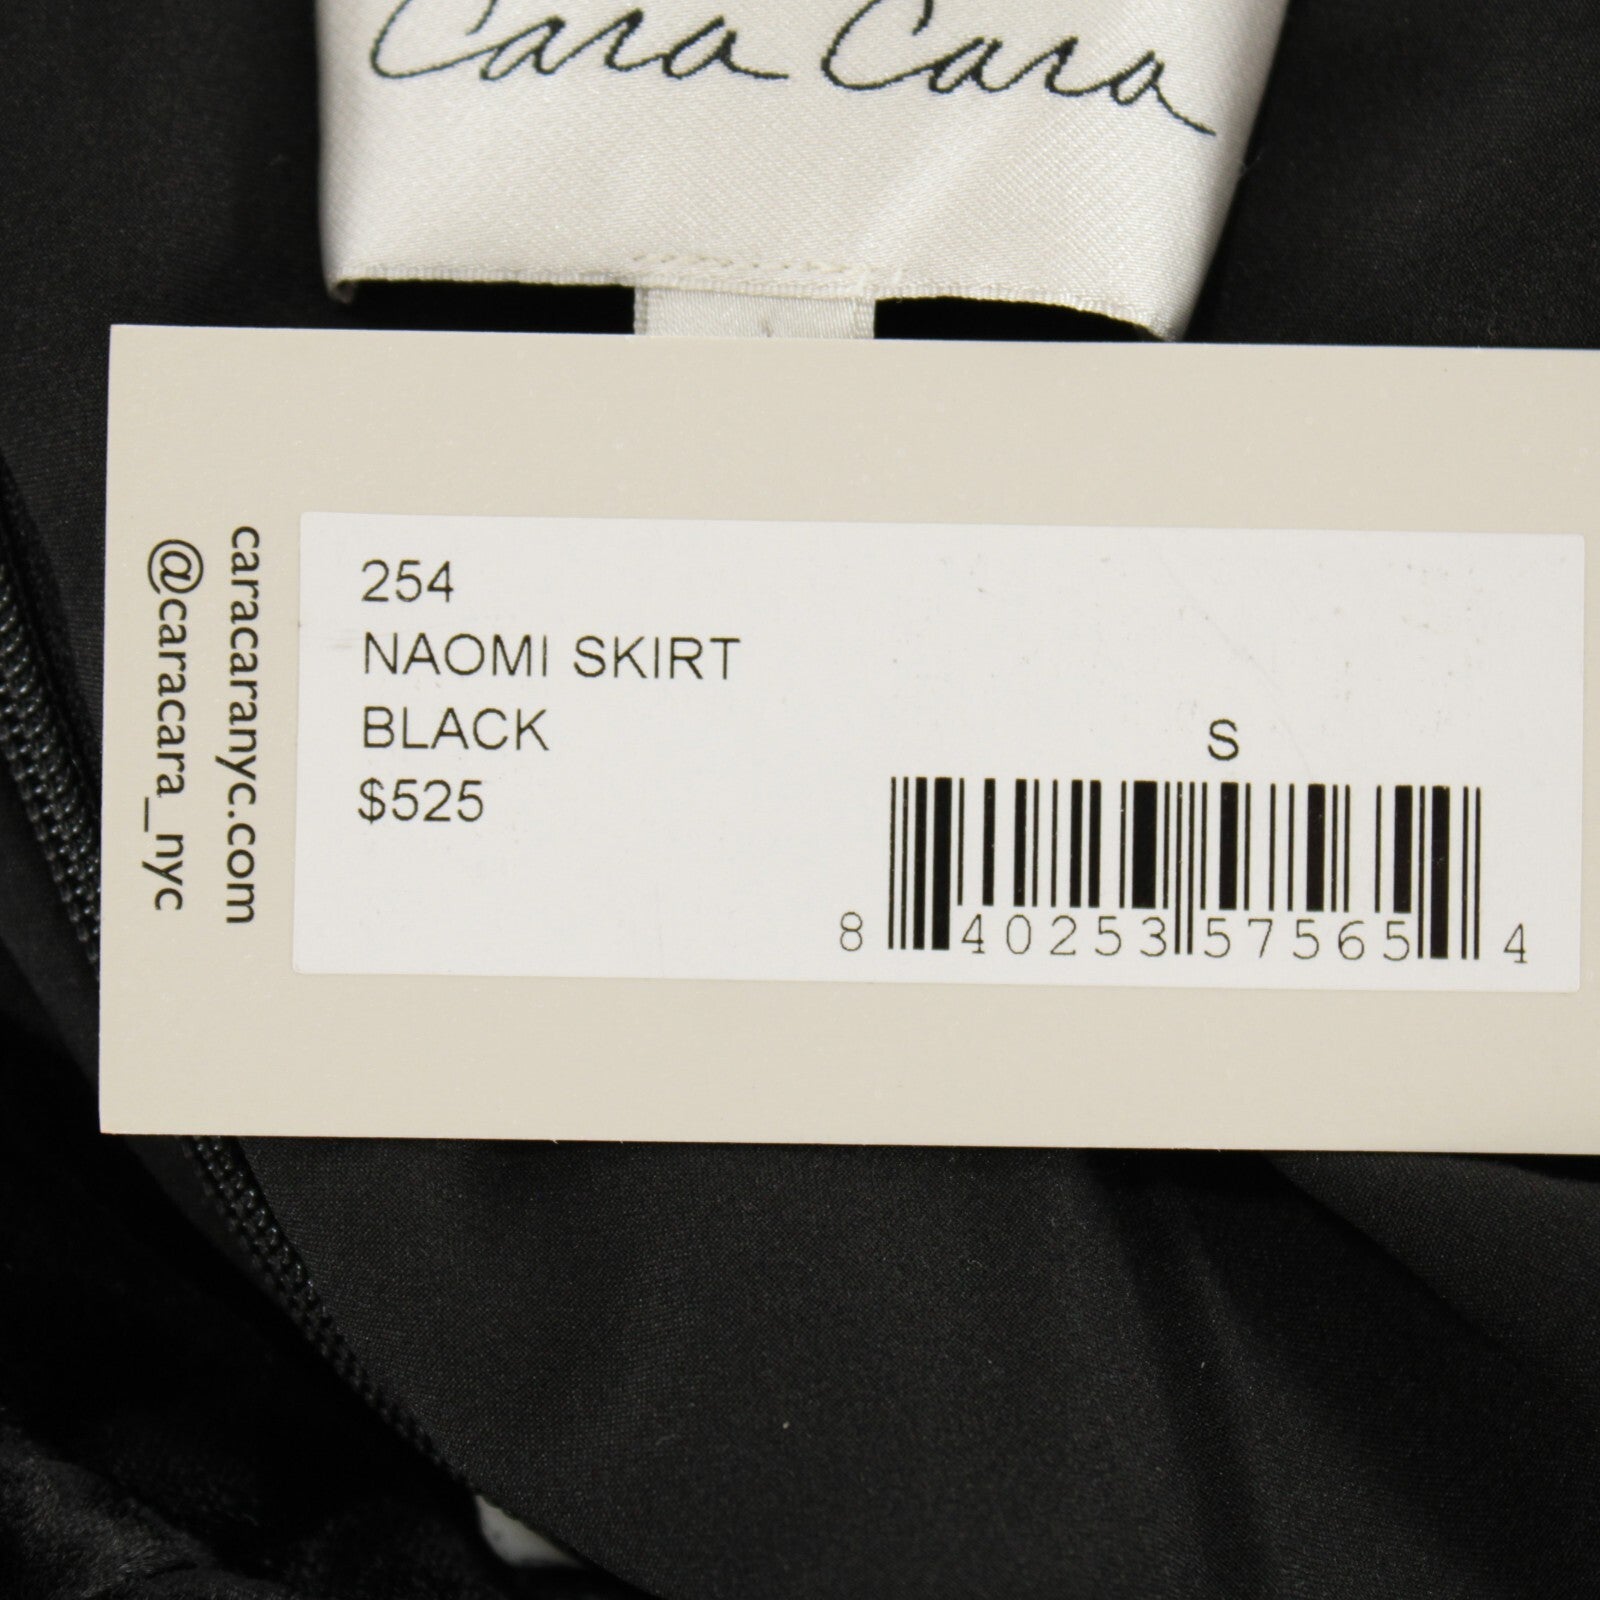 Cara Cara
caracaranyc.com
@caracara_nyc
254
NAOMI SKIRT
BLACK
$525
S
8 40253 57565 4